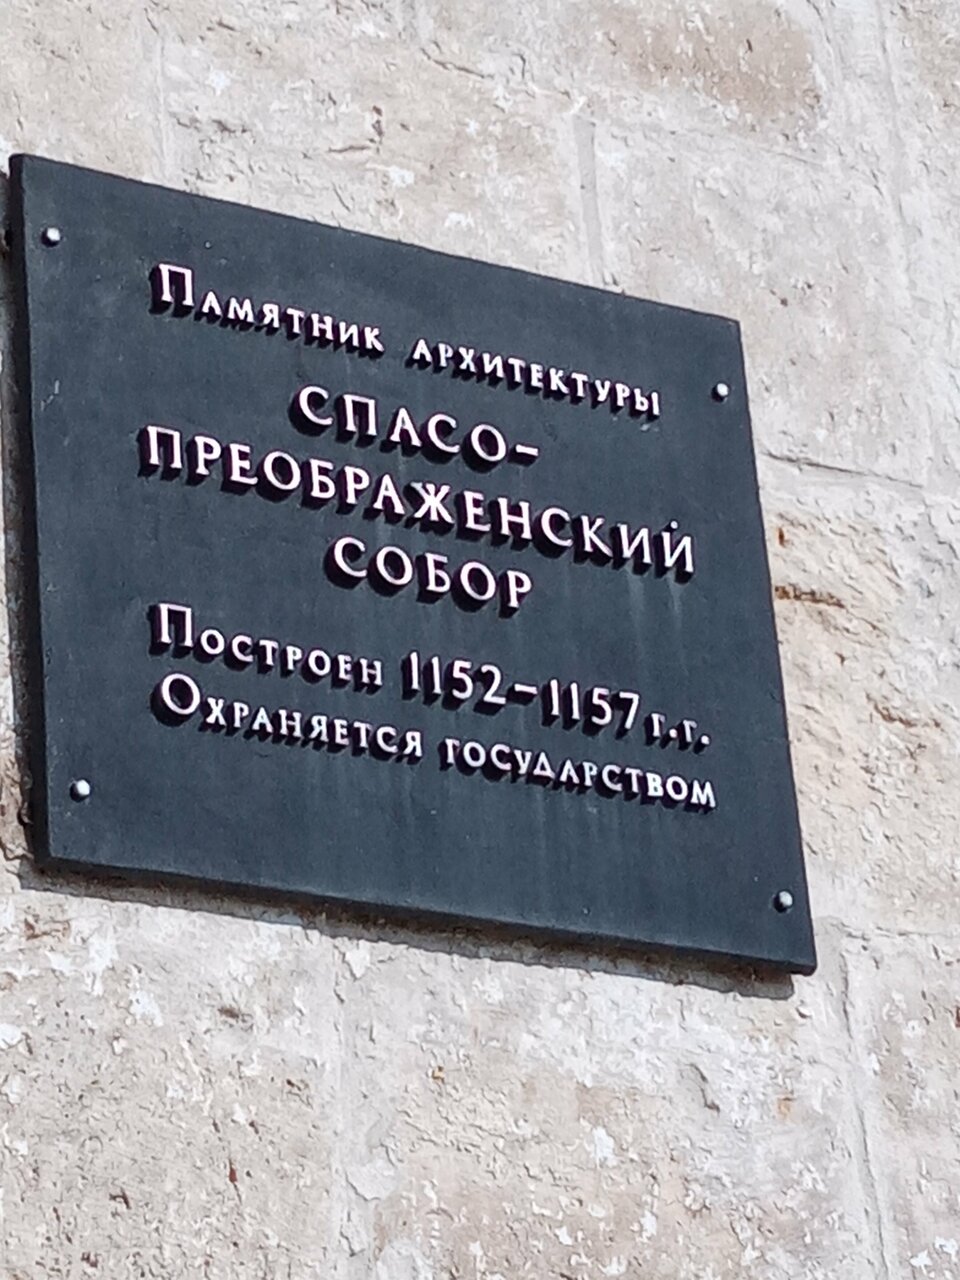 Памятник архитектуры
СПАСО-
ПРЕОБРАЖЕНСКИЙ
СОБОР
Построен 1152-1157 г.г.
Охраняется государством